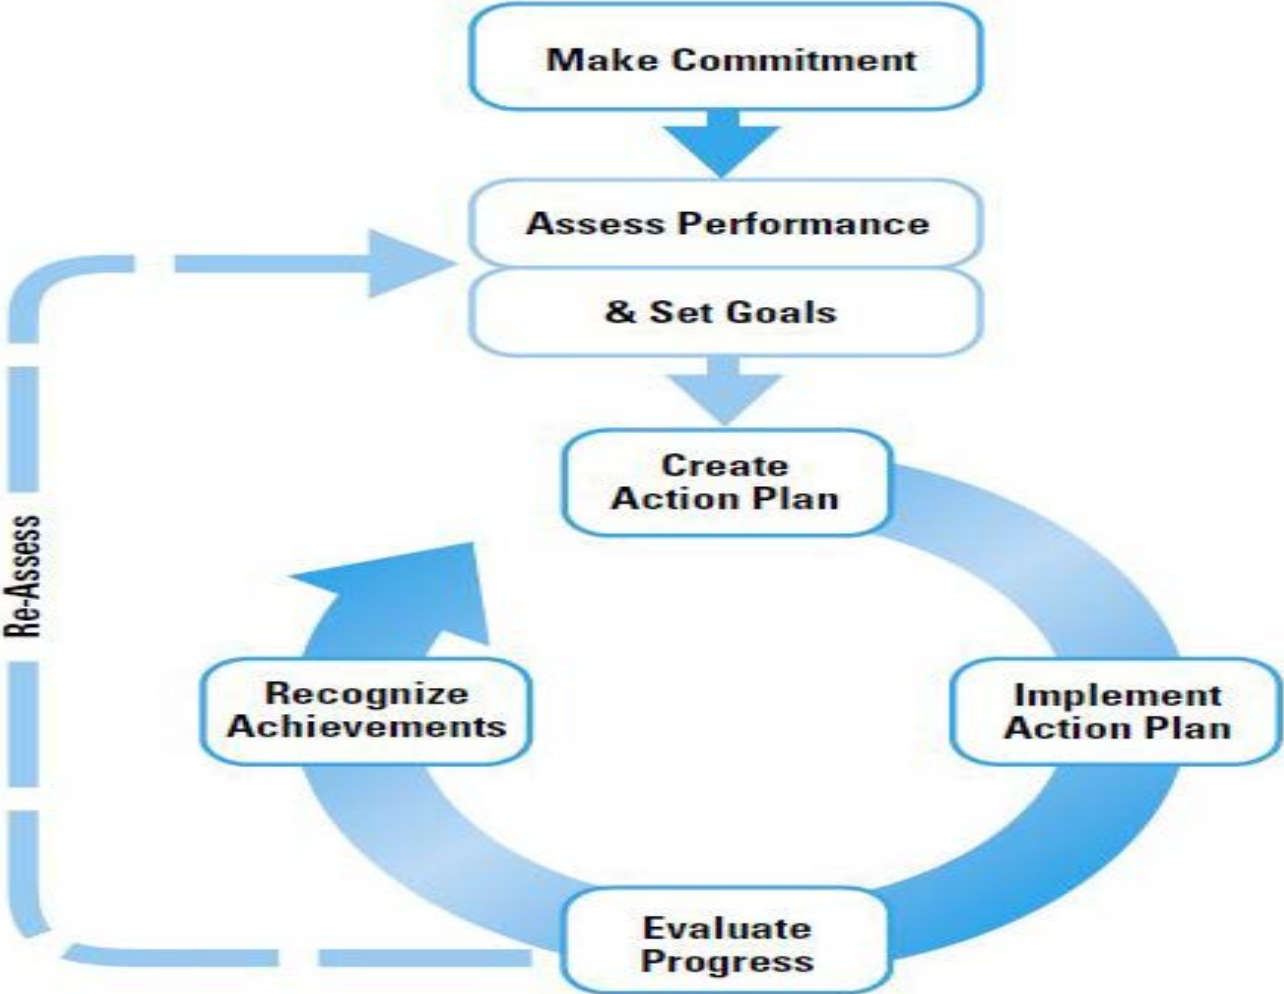 Make Commitment
Assess Performance
& Set Goals
Create
Action Plan
Implement
Action Plan
Evaluate
Progress
Recognize
Achievements
Re-Assess